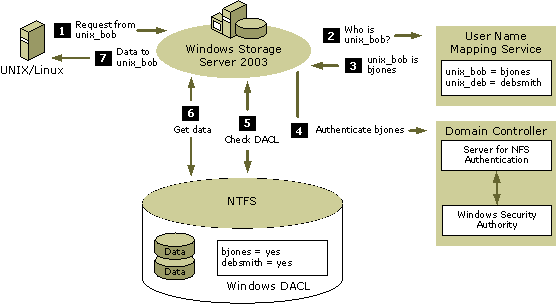 1 Request from
unix_bob
7 Data to
unix_bob
UNIX/Linux
Windows Storage
Server 2003
2 Who is
unix_bob?
3 unix_bob is
bjones
User Name
Mapping Service
unix_bob = bjones
unix_deb = debsmith
6
Get data
5
Check DACL
4 Authenticate bjones
Domain Controller
Server for NFS
Authentication
Windows Security
Authority
NTFS
Data
Data
bjones = yes
debsmith = yes
Windows DACL